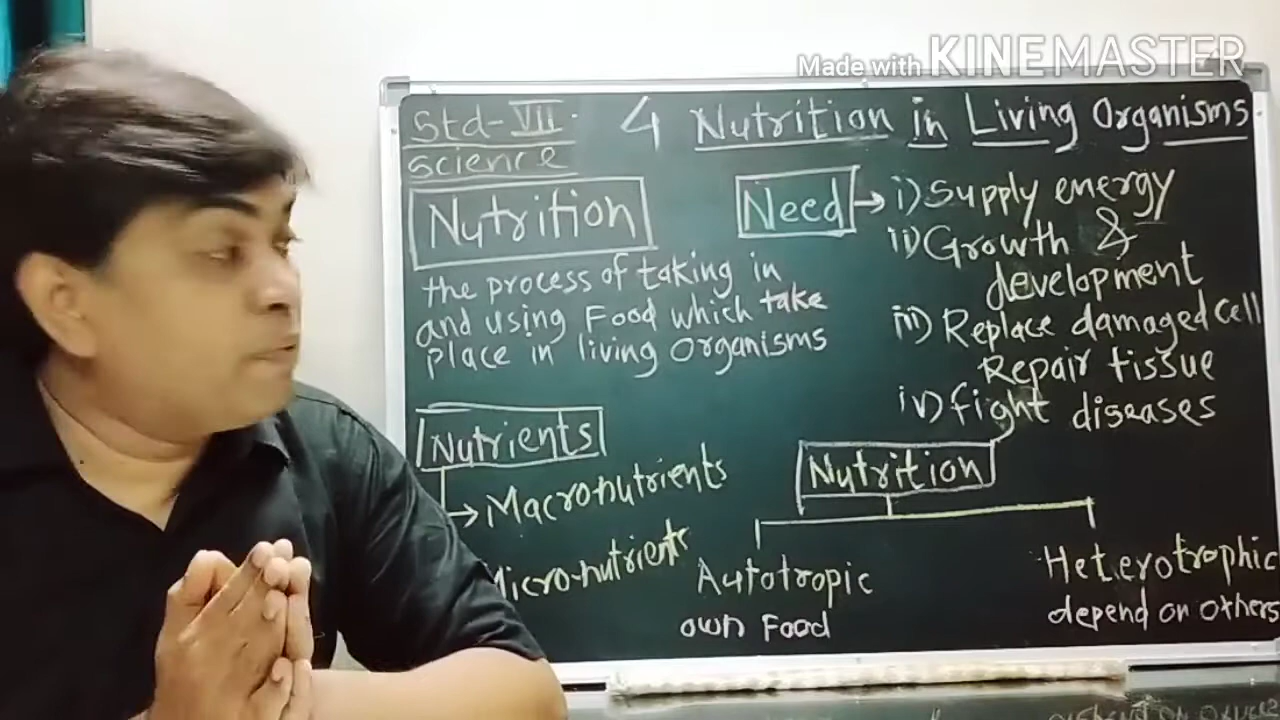 Made with KINEMASTER
Std-VII
science
4 Nutrition in Living Organisms
Nutrition
the process of taking in
and using Food which take
place in living organisms
Need → i) Supply energy
ii) Growth &
development
iii) Replace damaged cell
Repair tissue
iv) fight diseases
Nutrients
→ Macronutrients
Micro-nutrients
Nutrition
Autotropic
own Food
Heterotrophic
depend on others